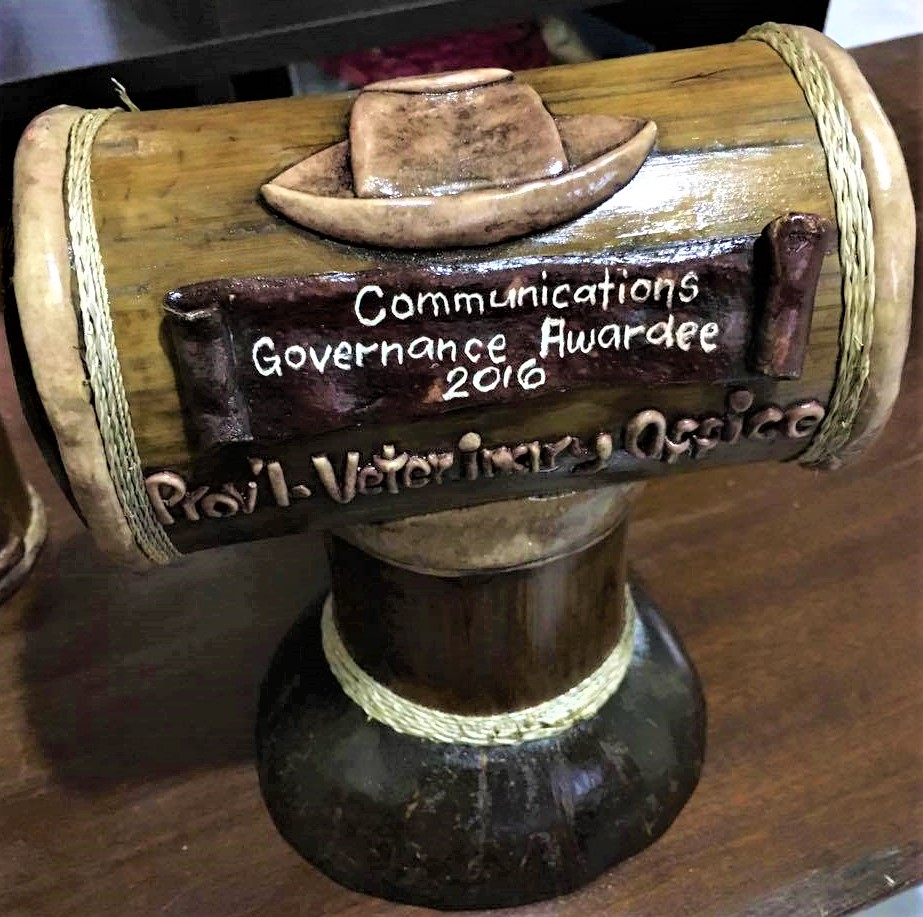 Communications
Governance Awardee
2016
Prov'l. Veterinary Office